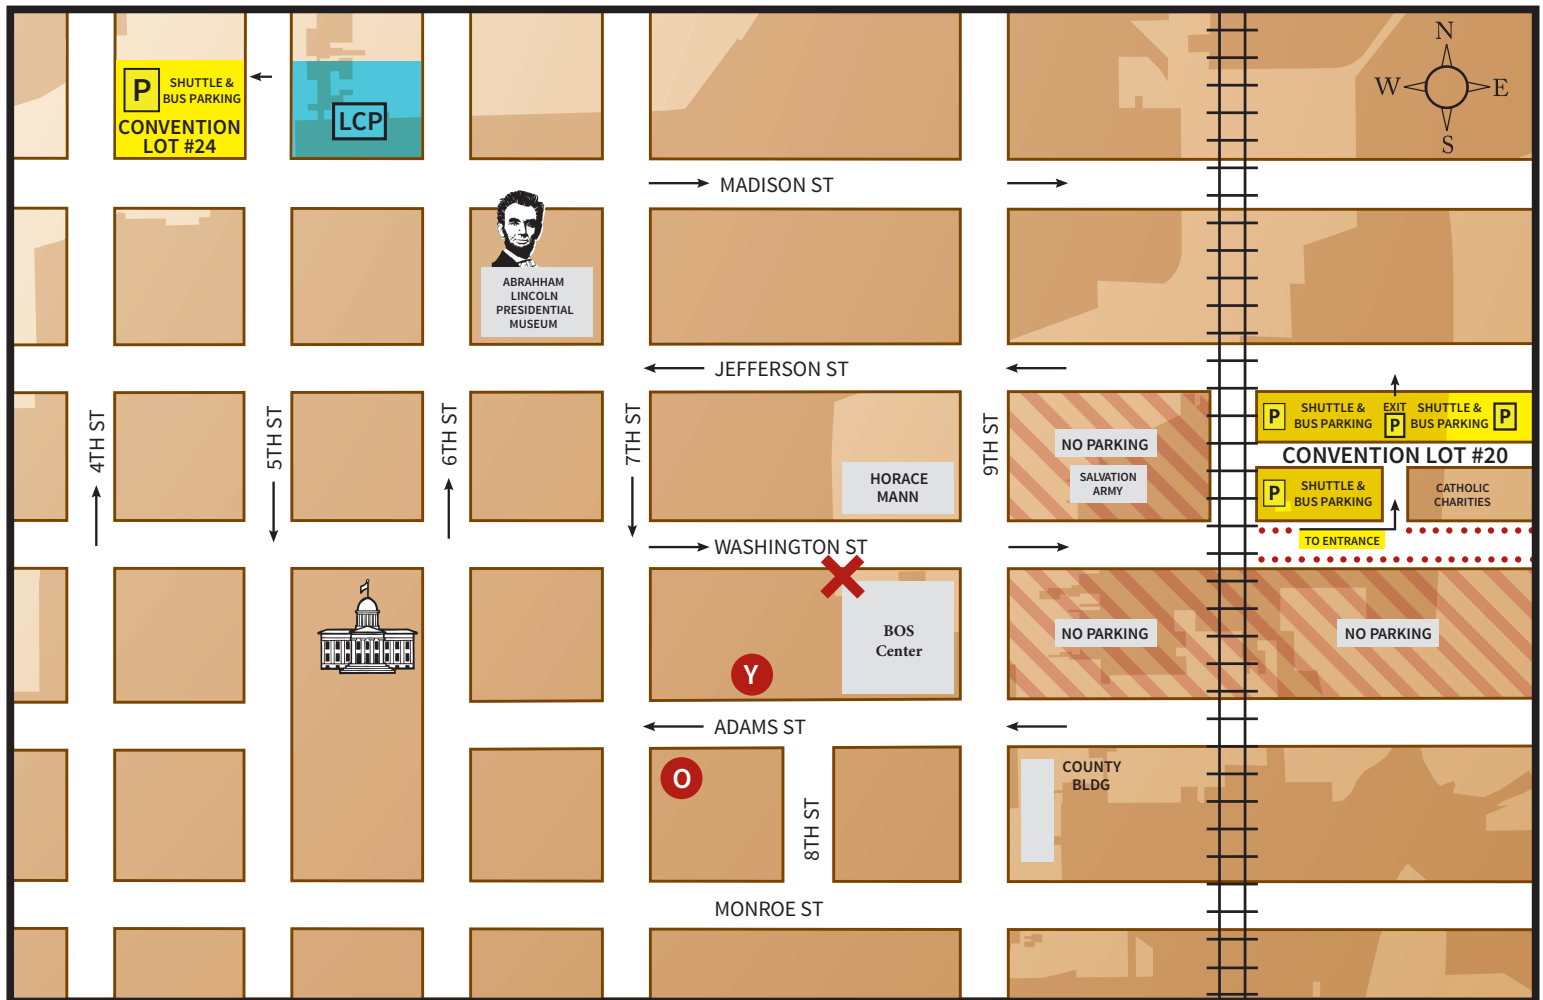 N
W
E
S
P
SHUTTLE &
BUS PARKING
CONVENTION
LOT #24
LCP
MADISON ST
ABRAHHAM
LINCOLN
PRESIDENTIAL
MUSEUM
JEFFERSON ST
4TH ST
5TH ST
6TH ST
7TH ST
9TH ST
HORACE
MANN
NO PARKING
SALVATION
ARMY
P
SHUTTLE &
BUS PARKING
EXIT
P
SHUTTLE &
BUS PARKING
P
CONVENTION LOT #20
P
SHUTTLE &
BUS PARKING
CATHOLIC
CHARITIES
TO ENTRANCE
WASHINGTON ST
BOS
Center
Y
NO PARKING
NO PARKING
ADAMS ST
O
8TH ST
COUNTY
BLDG
MONROE ST